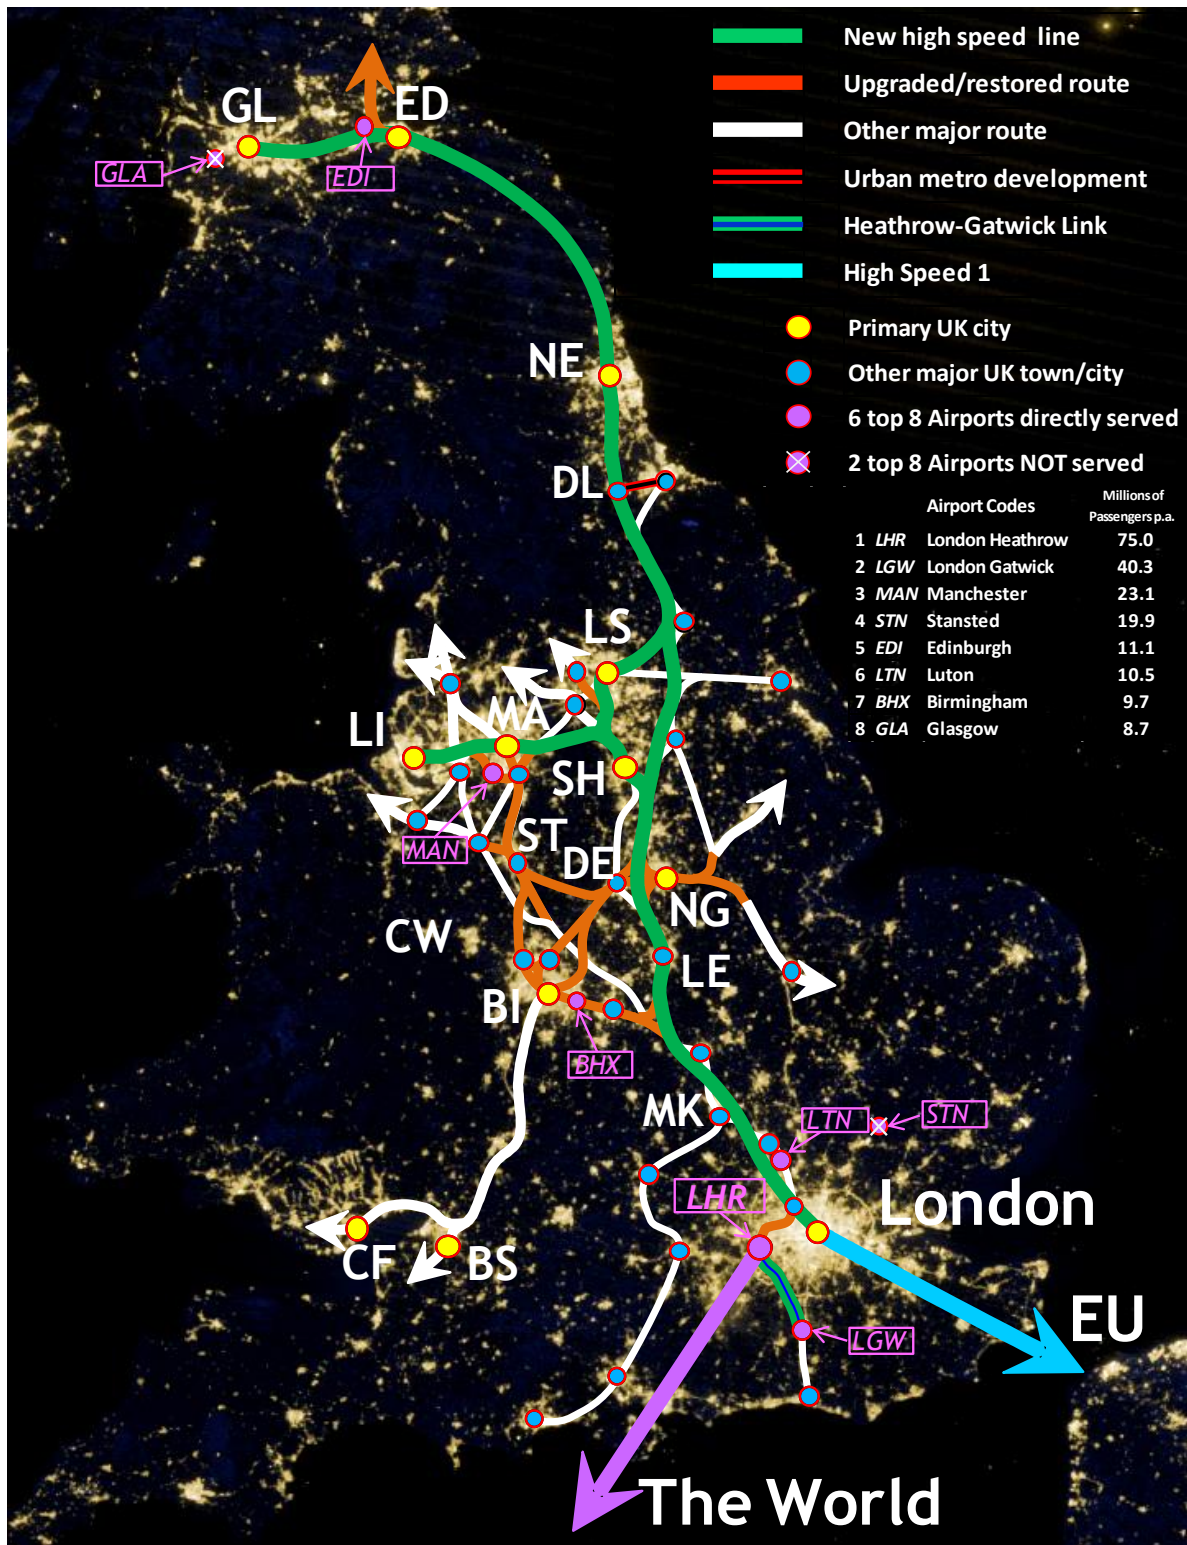 New high speed line
Upgraded/restored route
Other major route
Urban metro development
Heathrow-Gatwick Link
High Speed 1
Primary UK city
Other major UK town/city
6 top 8 Airports directly served
2 top 8 Airports NOT served
Airport Codes Millions of Passengers p.a.
1 LHR London Heathrow 75.0
2 LGW London Gatwick 40.3
3 MAN Manchester 23.1
4 STN Stansted 19.9
5 EDI Edinburgh 11.1
6 LTN Luton 10.5
7 BHX Birmingham 9.7
8 GLA Glasgow 8.7
GL
ED
GLA
EDI
NE
DL
LS
MA
LI
SH
ST
MAN
DE
NG
CW
LE
BI
BHX
MK
LTN
STN
LHR
London
CF
BS
EU
LGW
The World